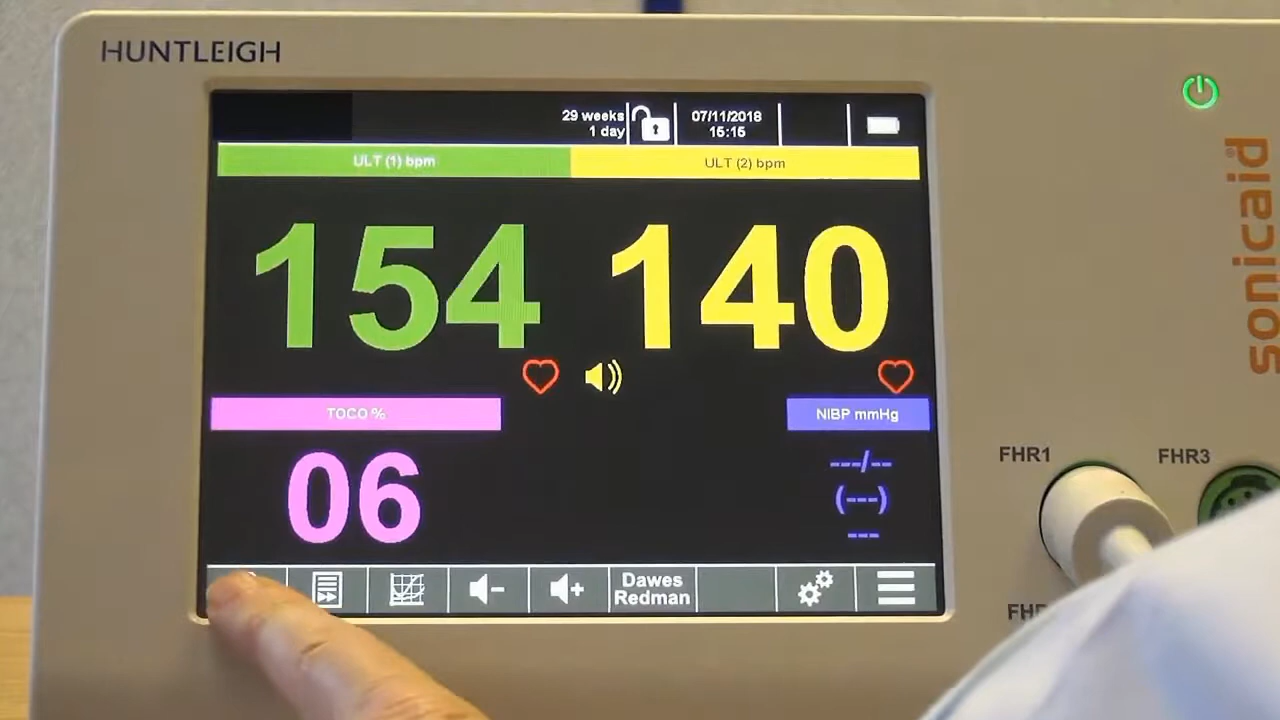 HUNTLEIGH
29 weeks
1 day
07/11/2018
15:15
ULT (1) bpm
ULT (2) bpm
154
140
TOCO %
NIBP mmHg
06
---/--
(---)
---
Dawes
Redman
sonicaid
FHR1
FHR3